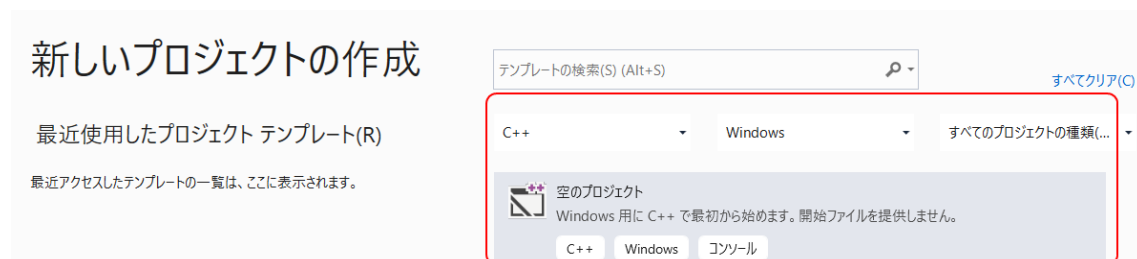 新しいプロジェクトの作成
テンプレートの検索(S) (Alt+S)
すべてクリア(C)
最近使用したプロジェクト テンプレート(R)
C++
Windows
すべてのプロジェクトの種類(...
最近アクセスしたテンプレートの一覧は、ここに表示されます。
空のプロジェクト
Windows 用に C++ で最初から始めます。開始ファイルを提供しません。
C++ Windows コンソール